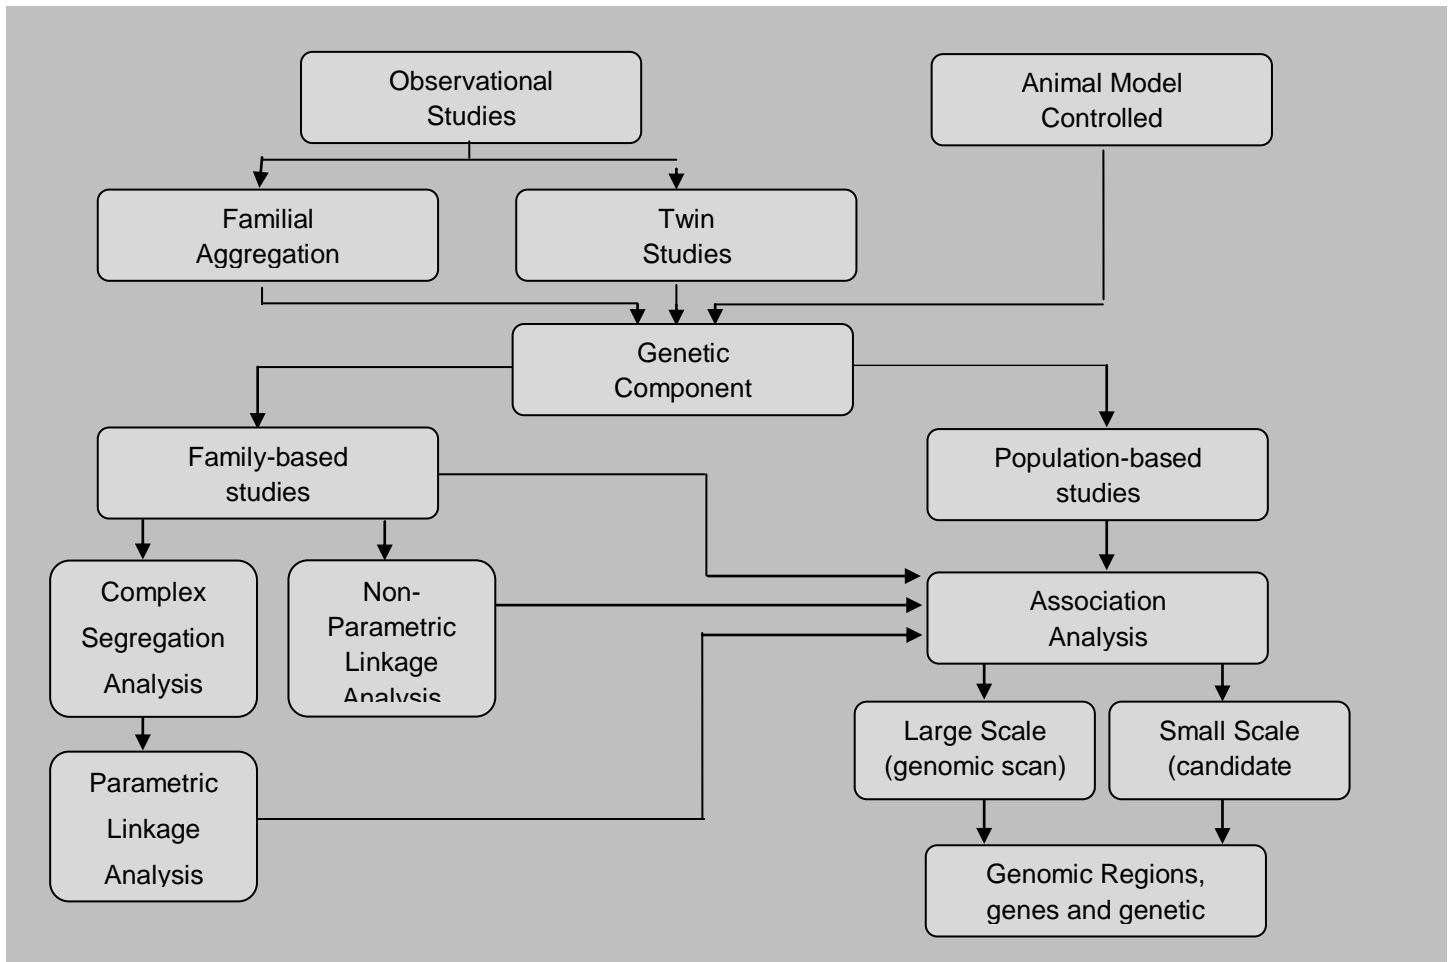 Observational
Studies
Animal Model
Controlled
Familial
Aggregation
Twin
Studies
Genetic
Component
Family-based
studies
Population-based
studies
Complex
Segregation
Analysis
Non-
Parametric
Linkage
Analysis
Association
Analysis
Large Scale
(genomic scan)
Small Scale
(candidate
Parametric
Linkage
Analysis
Genomic Regions,
genes and genetic